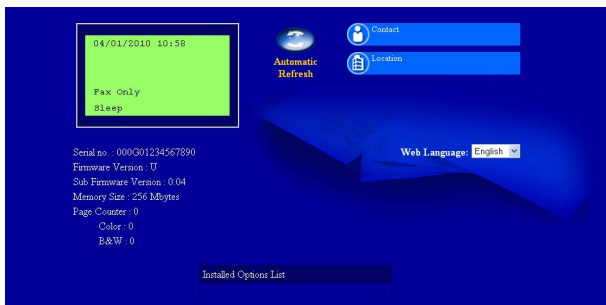 04/01/2010 10:58
Fax Only
Sleep
Automatic
Refresh
Contact
Location
Web Language: English
Serial no. : 000G01234567890
Firmware Version : U
Sub Firmware Version : 0.04
Memory Size : 256 Mbytes
Page Counter : 0
Color : 0
B&W : 0
Installed Options List